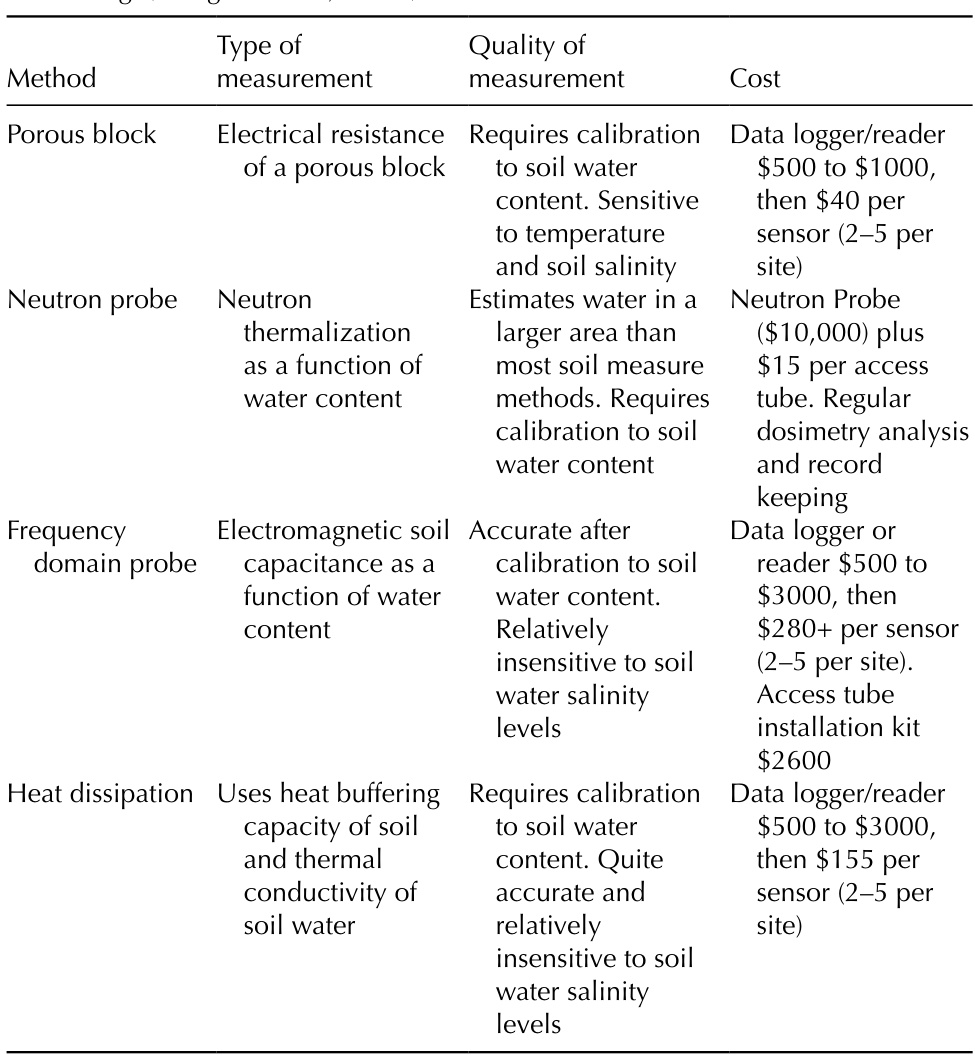 Method
Type of
measurement
Quality of
measurement
Cost
Porous block
Electrical resistance
of a porous block
Requires calibration
to soil water
content. Sensitive
to temperature
and soil salinity
Data logger/reader
$500 to $1000,
then $40 per
sensor (2–5 per
site)
Neutron probe
Neutron
thermalization
as a function of
water content
Estimates water in a
larger area than
most soil measure
methods. Requires
calibration to soil
water content
Neutron Probe
($10,000) plus
$15 per access
tube. Regular
dosimetry analysis
and record
keeping
Frequency
domain probe
Electromagnetic soil
capacitance as a
function of water
content
Accurate after
calibration to soil
water content.
Relatively
insensitive to soil
water salinity
levels
Data logger or
reader $500 to
$3000, then
$280+ per sensor
(2–5 per site).
Access tube
installation kit
$2600
Heat dissipation
Uses heat buffering
capacity of soil
and thermal
conductivity of
soil water
Requires calibration
to soil water
content. Quite
accurate and
relatively
insensitive to soil
water salinity
levels
Data logger/reader
$500 to $3000,
then $155 per
sensor (2–5 per
site)